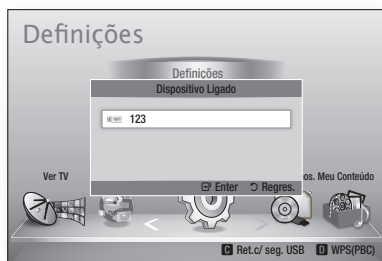 Definições
Definições
Dispositivo Ligado
123
Enter Regres.
Ver TV
os. Meu Conteúdo
C Ret.c/ seg. USB D WPS(PBC)